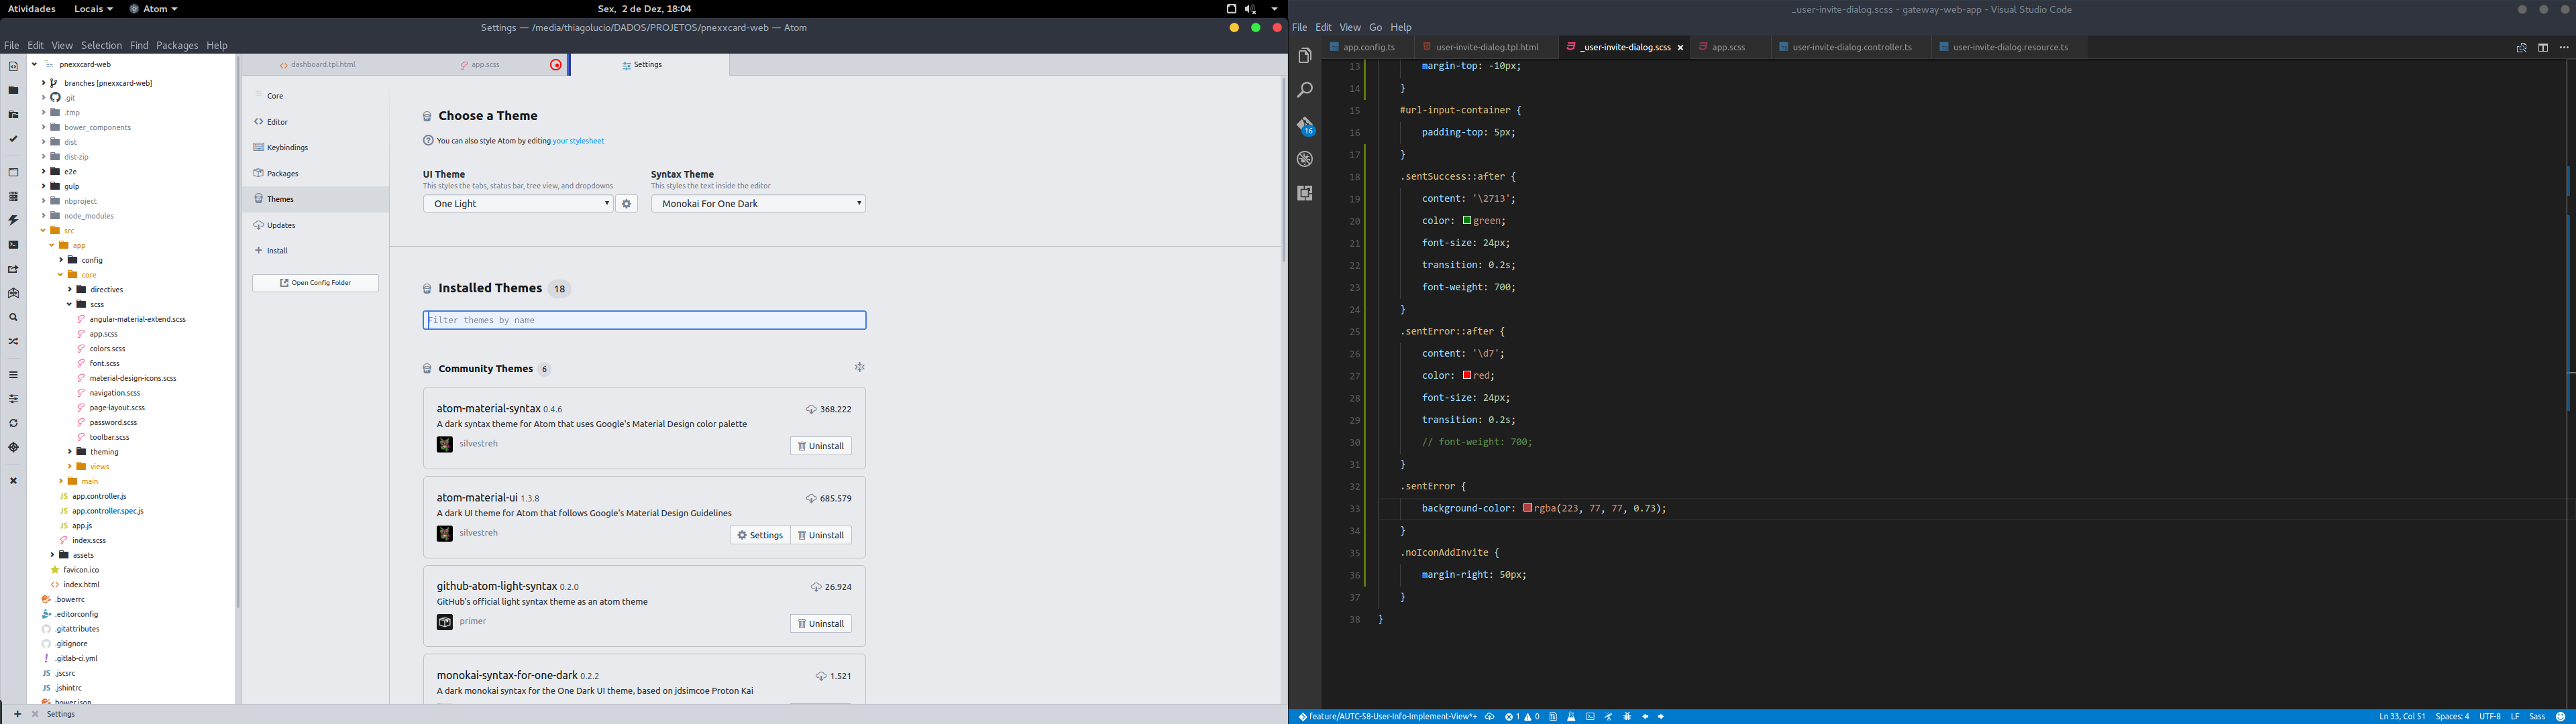 Atividades Locais Atom Sex, 2 de Dez, 18:04
Settings — /media/thiagolucio/DADOS/PROJETOS/pnexxcard-web — Atom
File Edit View Selection Find Packages Help
pnexxcard-web
branches [pnexxcard-web]
.git
.tmp
bower_components
dist
dist-zip
e2e
gulp
nbproject
node_modules
src
app
config
core
directives
scss
angular-material-extend.scss
app.scss
colors.scss
font.scss
material-design-icons.scss
navigation.scss
page-layout.scss
password.scss
toolbar.scss
theming
views
main
JS app.controller.js
JS app.controller.spec.js
JS app.js
index.scss
assets
favicon.ico
index.html
.bowerrc
.editorconfig
.gitattributes
.gitignore
.gitlab-ci.yml
JS .jscsrc
JS .jshintrc
bower.json
Settings
dashboard.tpl.html app.scss Settings
Core
Editor
Keybindings
Packages
Themes
Updates
Install
Open Config Folder
Choose a Theme
You can also style Atom by editing your stylesheet
UI Theme Syntax Theme
This styles the tabs, status bar, tree view, and dropdowns This styles the text inside the editor
One Light Monokai For One Dark
Installed Themes 18
Filter themes by name
Community Themes 6
atom-material-syntax 0.4.6 368.222
A dark syntax theme for Atom that uses Google's Material Design color palette
silvestreh Uninstall
atom-material-ui 1.3.8 685.579
A dark UI theme for Atom that follows Google's Material Design Guidelines
silvestreh Settings Uninstall
github-atom-light-syntax 0.2.0 26.924
GitHub's official light syntax theme as an atom theme
primer Uninstall
monokai-syntax-for-one-dark 0.2.2 1.521
A dark monokai syntax for the One Dark UI theme, based on jdsimcoe Proton Kai
_user-invite-dialog.scss - gateway-web-app - Visual Studio Code
File Edit View Go Help
app.config.ts user-invite-dialog.tpl.html _user-invite-dialog.scss app.scss user-invite-dialog.controller.ts user-invite-dialog.resource.ts
16
13 margin-top: -10px;
14 }
15 #url-input-container {
16 padding-top: 5px;
17 }
18 .sentSuccess::after {
19 content: '\2713';
20 color: green;
21 font-size: 24px;
22 transition: 0.2s;
23 font-weight: 700;
24 }
25 .sentError::after {
26 content: '\d7';
27 color: red;
28 font-size: 24px;
29 transition: 0.2s;
30 // font-weight: 700;
31 }
32 .sentError {
33 background-color: rgba(223, 77, 77, 0.73);
34 }
35 .noIconAddInvite {
36 margin-right: 50px;
37 }
38 }
feature/AUTC-58-User-Info-Implement-View*+ 1 0 Ln 33, Col 51 Spaces: 4 UTF-8 LF Sass